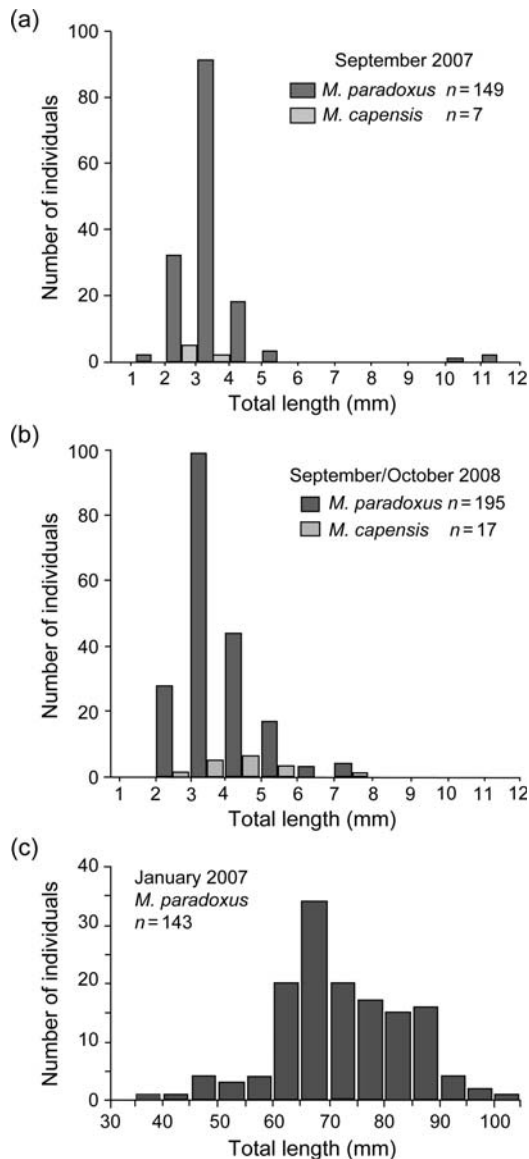 (a)
September 2007
M. paradoxus n = 149
M. capensis n = 7
Number of individuals
100
80
60
40
20
0
1 2 3 4 5 6 7 8 9 10 11 12
Total length (mm)
(b)
September/October 2008
M. paradoxus n = 195
M. capensis n = 17
Number of individuals
100
80
60
40
20
0
1 2 3 4 5 6 7 8 9 10 11 12
Total length (mm)
(c)
January 2007
M. paradoxus
n = 143
Number of individuals
40
30
20
10
0
30 40 50 60 70 80 90 100
Total length (mm)